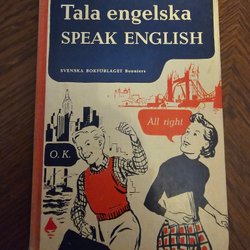 Tala engelska
SPEAK ENGLISH
SVENSKA BOKFÖRLAGET Bonniers
All right
O. K.